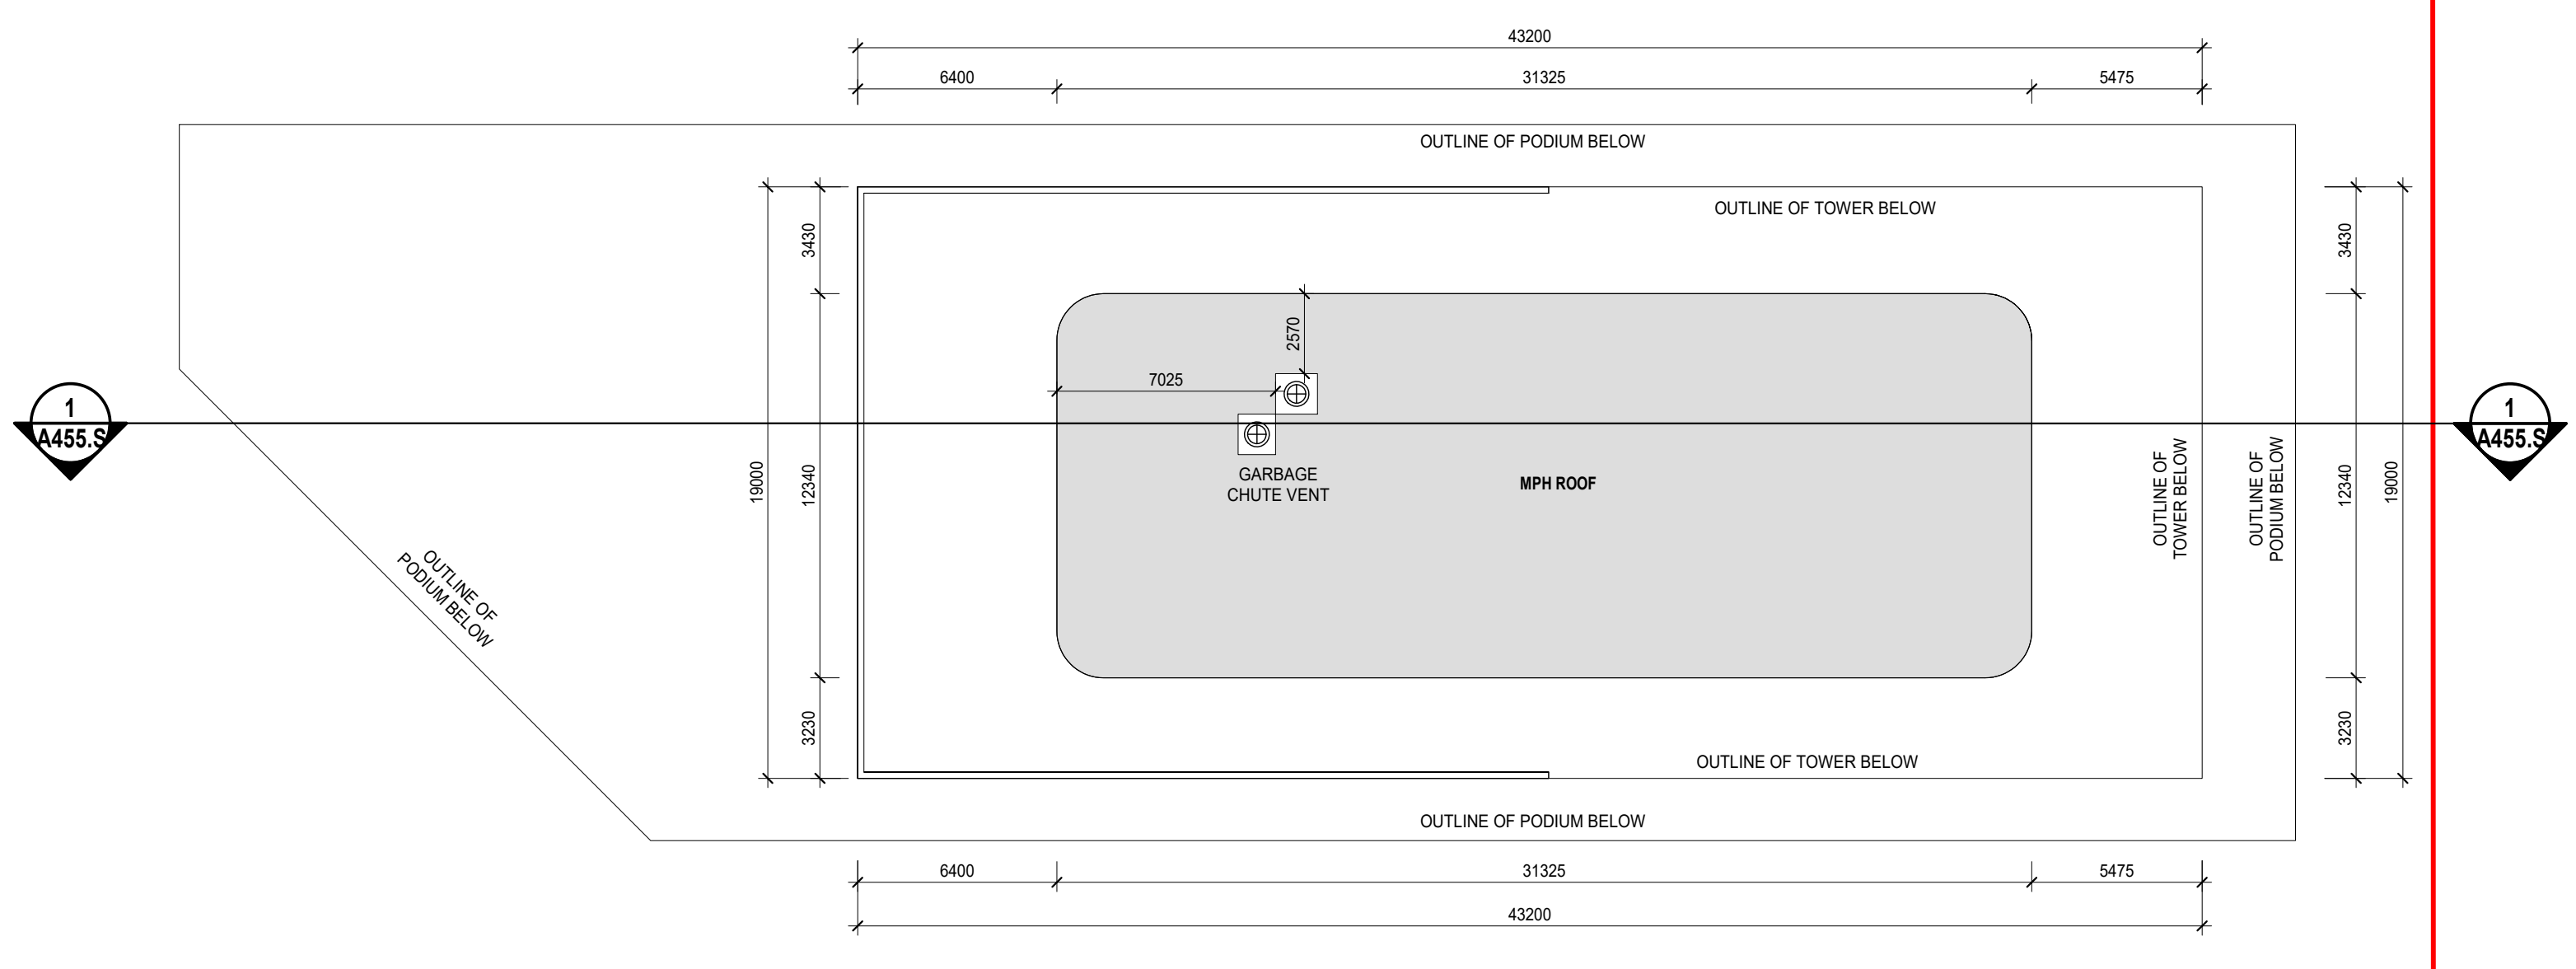 43200
6400
31325
5475
OUTLINE OF PODIUM BELOW
OUTLINE OF TOWER BELOW
3430
3430
2570
7025
1
A455.S
1
A455.S
19000
12340
GARBAGE
CHUTE VENT
MPH ROOF
OUTLINE OF
TOWER BELOW
OUTLINE OF
PODIUM BELOW
12340
19000
OUTLINE OF
PODIUM BELOW
3230
3230
OUTLINE OF TOWER BELOW
OUTLINE OF PODIUM BELOW
6400
31325
5475
43200